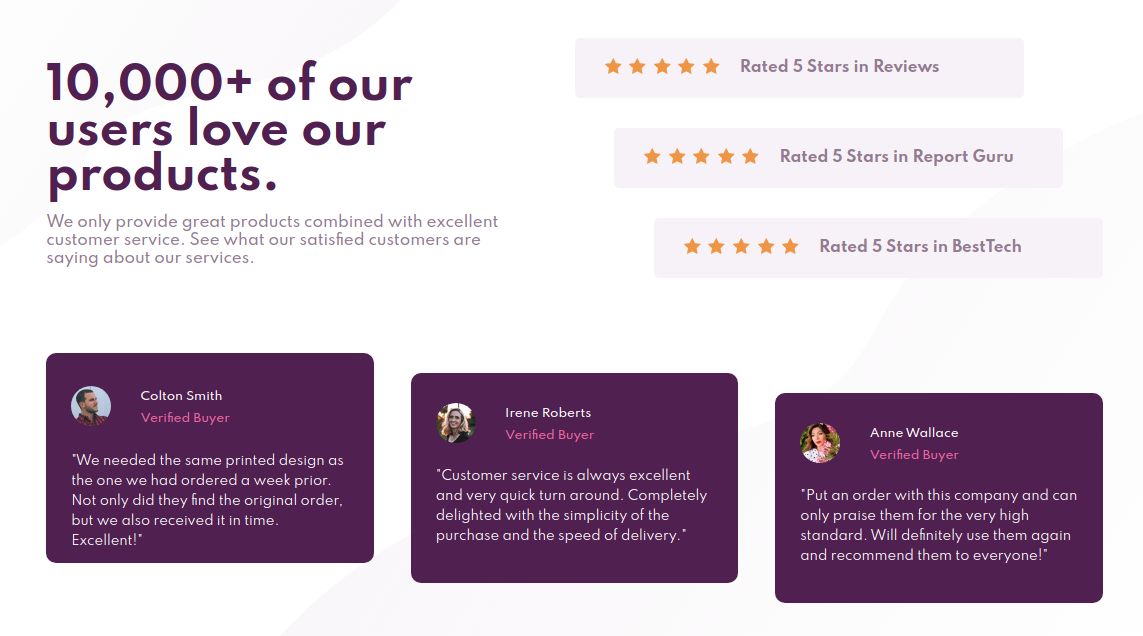 10,000+ of our
users love our
products.
We only provide great products combined with excellent
customer service. See what our satisfied customers are
saying about our services.
Rated 5 Stars in Reviews
Rated 5 Stars in Report Guru
Rated 5 Stars in BestTech
Colton Smith
Verified Buyer
"We needed the same printed design as
the one we had ordered a week prior.
Not only did they find the original order,
but we also received it in time.
Excellent!"
Irene Roberts
Verified Buyer
"Customer service is always excellent
and very quick turn around. Completely
delighted with the simplicity of the
purchase and the speed of delivery."
Anne Wallace
Verified Buyer
"Put an order with this company and can
only praise them for the very high
standard. Will definitely use them again
and recommend them to everyone!"